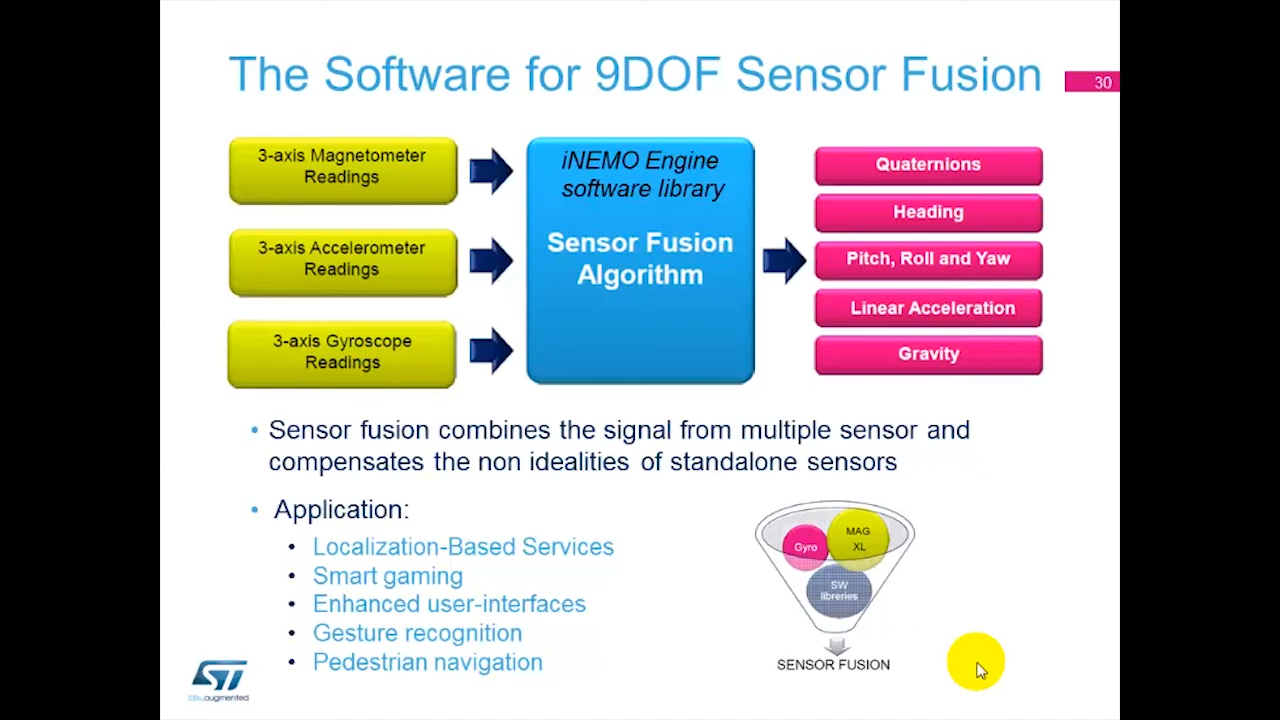 The Software for 9DOF Sensor Fusion
30
3-axis Magnetometer
Readings
3-axis Accelerometer
Readings
3-axis Gyroscope
Readings
iNEMO Engine
software library
Sensor Fusion
Algorithm
Quaternions
Heading
Pitch, Roll and Yaw
Linear Acceleration
Gravity
• Sensor fusion combines the signal from multiple sensor and
compensates the non idealities of standalone sensors
• Application:
• Localization-Based Services
• Smart gaming
• Enhanced user-interfaces
• Gesture recognition
• Pedestrian navigation
Gyro
MAG
XL
SW
libreries
SENSOR FUSION
ST
life.augmented